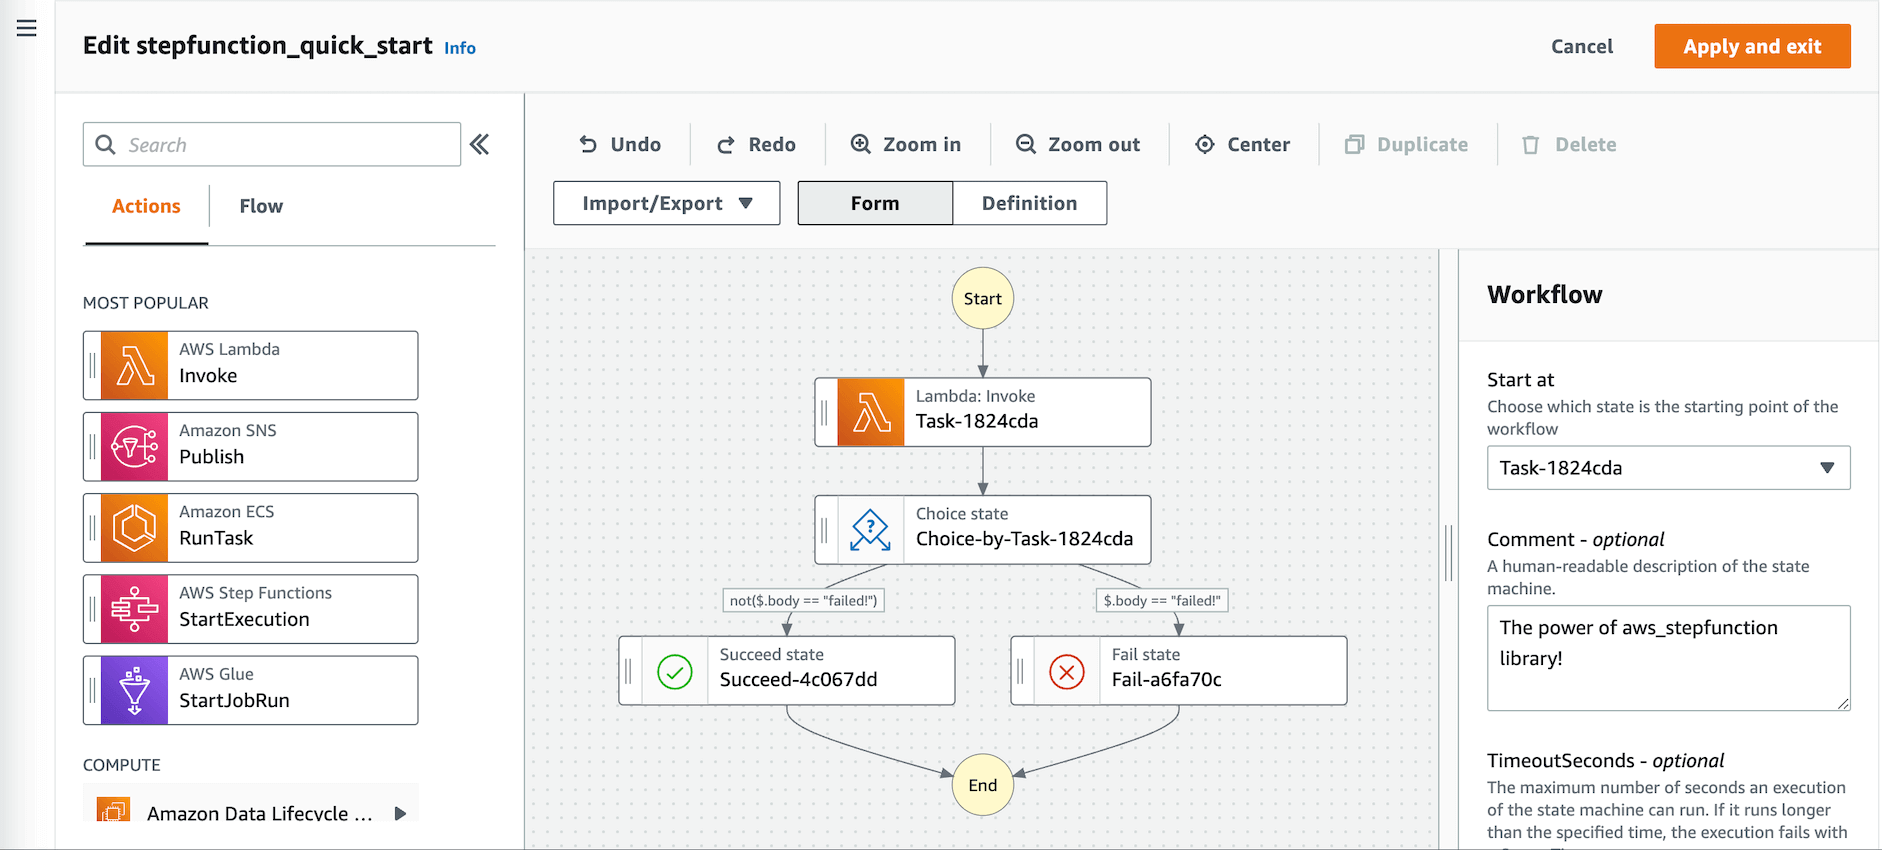 Edit stepfunction_quick_start Info
Cancel
Apply and exit
Search
Actions
Flow
MOST POPULAR
AWS Lambda
Invoke
Amazon SNS
Publish
Amazon ECS
RunTask
AWS Step Functions
StartExecution
AWS Glue
StartJobRun
COMPUTE
Amazon Data Lifecycle ...
Undo
Redo
Zoom in
Zoom out
Center
Duplicate
Delete
Import/Export
Form
Definition
Start
Lambda: Invoke
Task-1824cda
Choice state
Choice-by-Task-1824cda
not($.body == "failed!")
$.body == "failed!"
Succeed state
Succeed-4c067dd
Fail state
Fail-a6fa70c
End
Workflow
Start at
Choose which state is the starting point of the
workflow
Task-1824cda
Comment - optional
A human-readable description of the state
machine.
The power of aws_stepfunction
library!
TimeoutSeconds - optional
The maximum number of seconds an execution
of the state machine can run. If it runs longer
than the specified time, the execution fails with